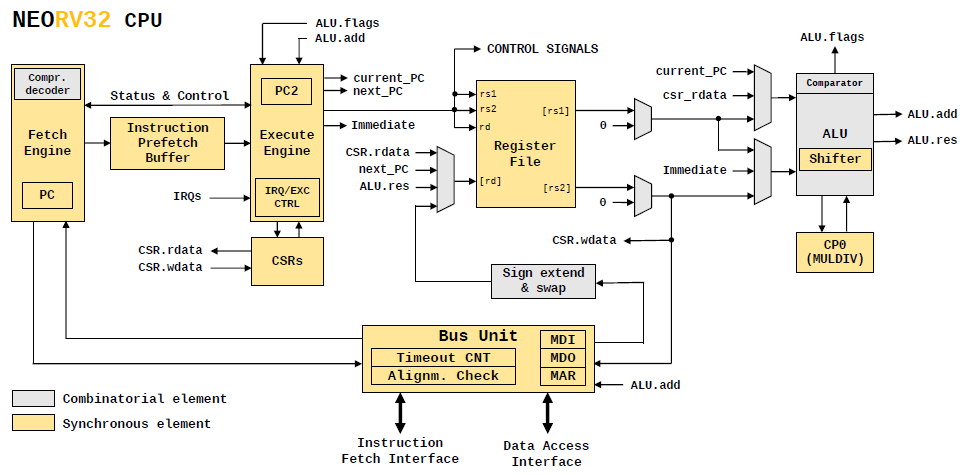 NEORV32 CPU
ALU.flags
ALU.add
CONTROL SIGNALS
ALU.flags
Compr.
decoder
Fetch
Engine
PC
Status & Control
Instruction
Prefetch
Buffer
IRQs
PC2
Execute
Engine
IRQ/EXC
CTRL
current_PC
next_PC
Immediate
CSR.rdata
CSR.wdata
CSRs
rs1
rs2
rd
[rd]
[rs1]
[rs2]
Register
File
CSR.rdata
next_PC
ALU.res
0
0
current_PC
csr_rdata
Immediate
Comparator
ALU
Shifter
ALU.add
ALU.res
CP0
(MULDIV)
CSR.wdata
Sign extend
& swap
Bus Unit
Timeout CNT
Alignm. Check
MDI
MDO
MAR
ALU.add
Combinatorial element
Synchronous element
Instruction
Fetch Interface
Data Access
Interface